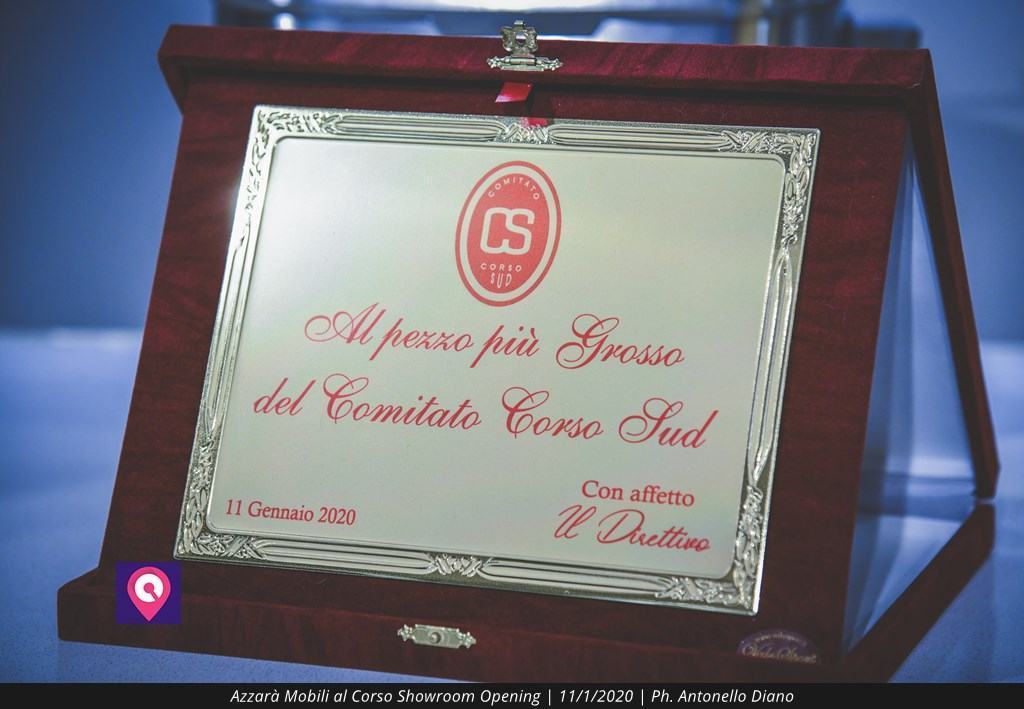 COMITATO
CS
CORSO
SUD
Al pezzo più Grosso
del Comitato Corso Sud
11 Gennaio 2020
Con affetto
Il Direttivo
Azzarà Mobili al Corso Showroom Opening | 11/1/2020 | Ph. Antonello Diano